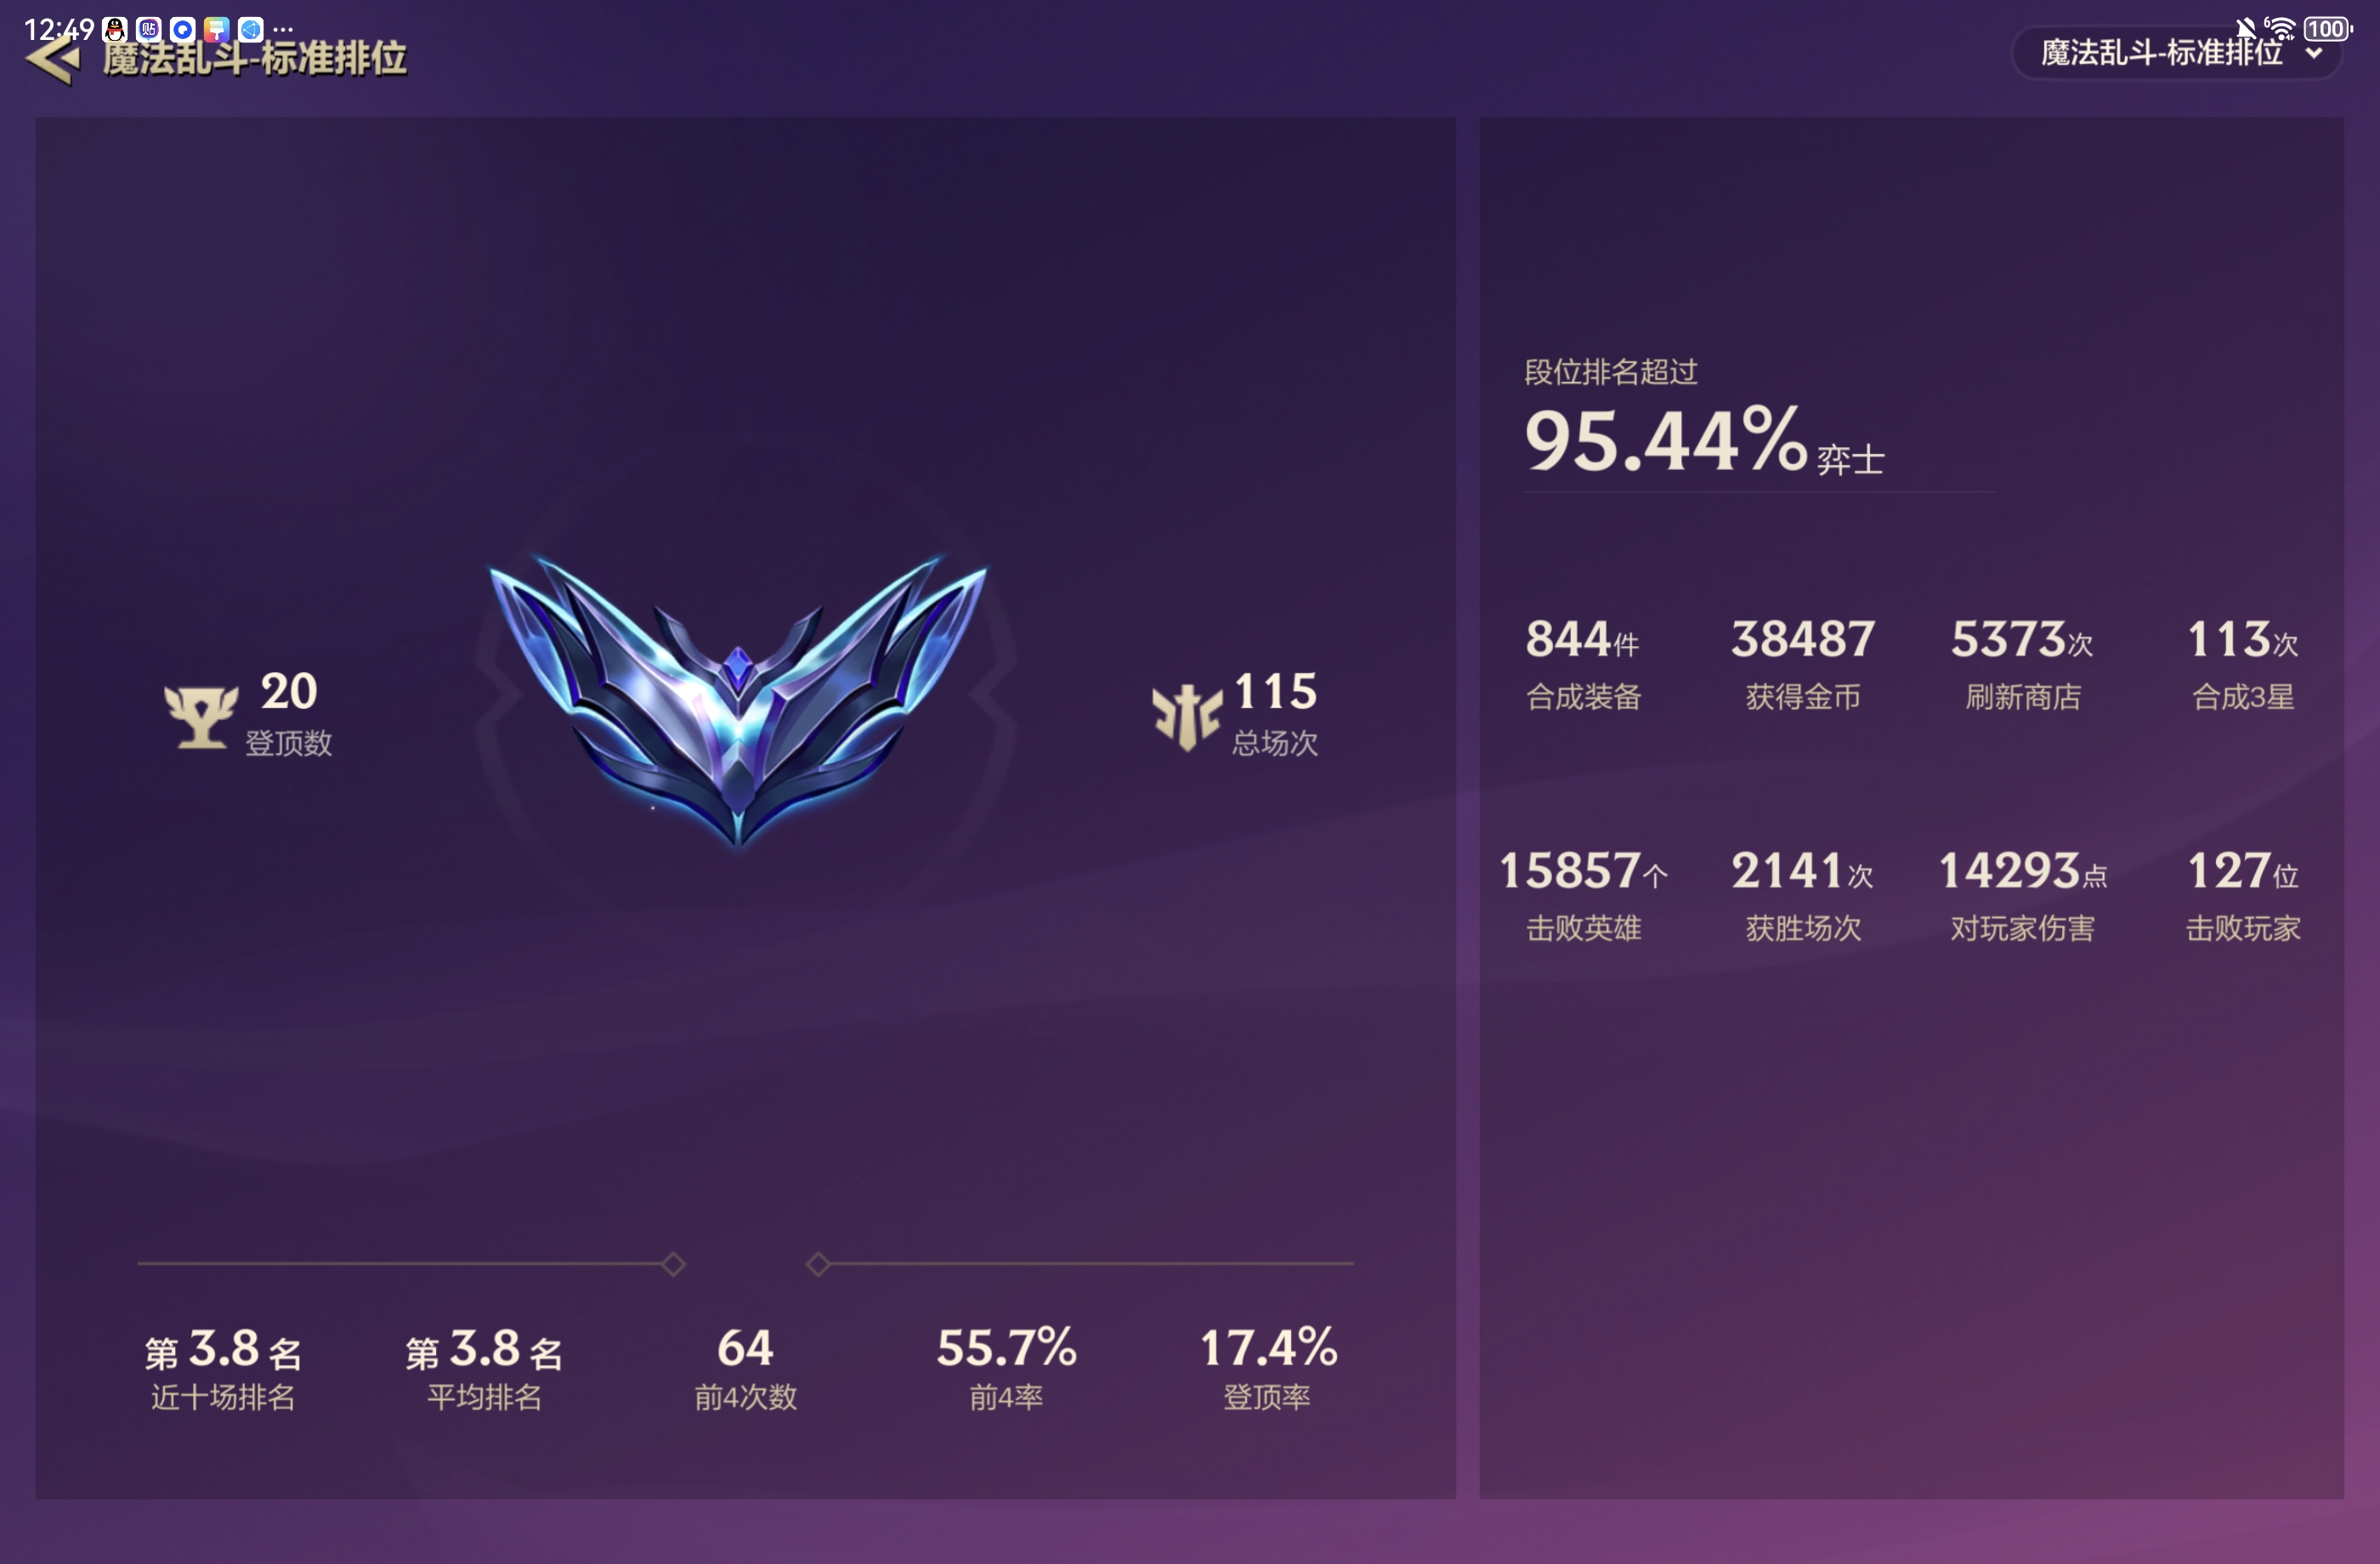 12:49 贴 ... 6 100
魔法乱斗-标准排位
魔法乱斗-标准排位
20
登顶数
115
总场次
第 3.8 名
近十场排名
第 3.8 名
平均排名
64
前4次数
55.7%
前4率
17.4%
登顶率
段位排名超过
95.44% 弈士
844件
合成装备
38487
获得金币
5373次
刷新商店
113次
合成3星
15857个
击败英雄
2141次
获胜场次
14293点
对玩家伤害
127位
击败玩家